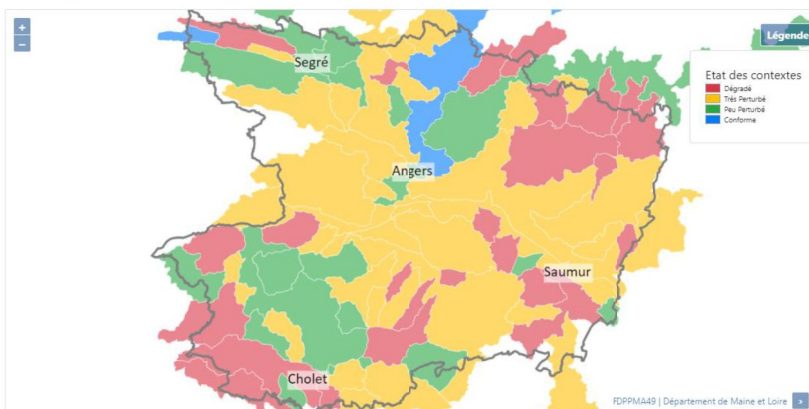 +
−
Légende
Segré
Etat des contextes
Dégradé
Très Perturbé
Peu Perturbé
Conforme
Angers
Saumur
Cholet
FDPPMA49 | Département de Maine et Loire